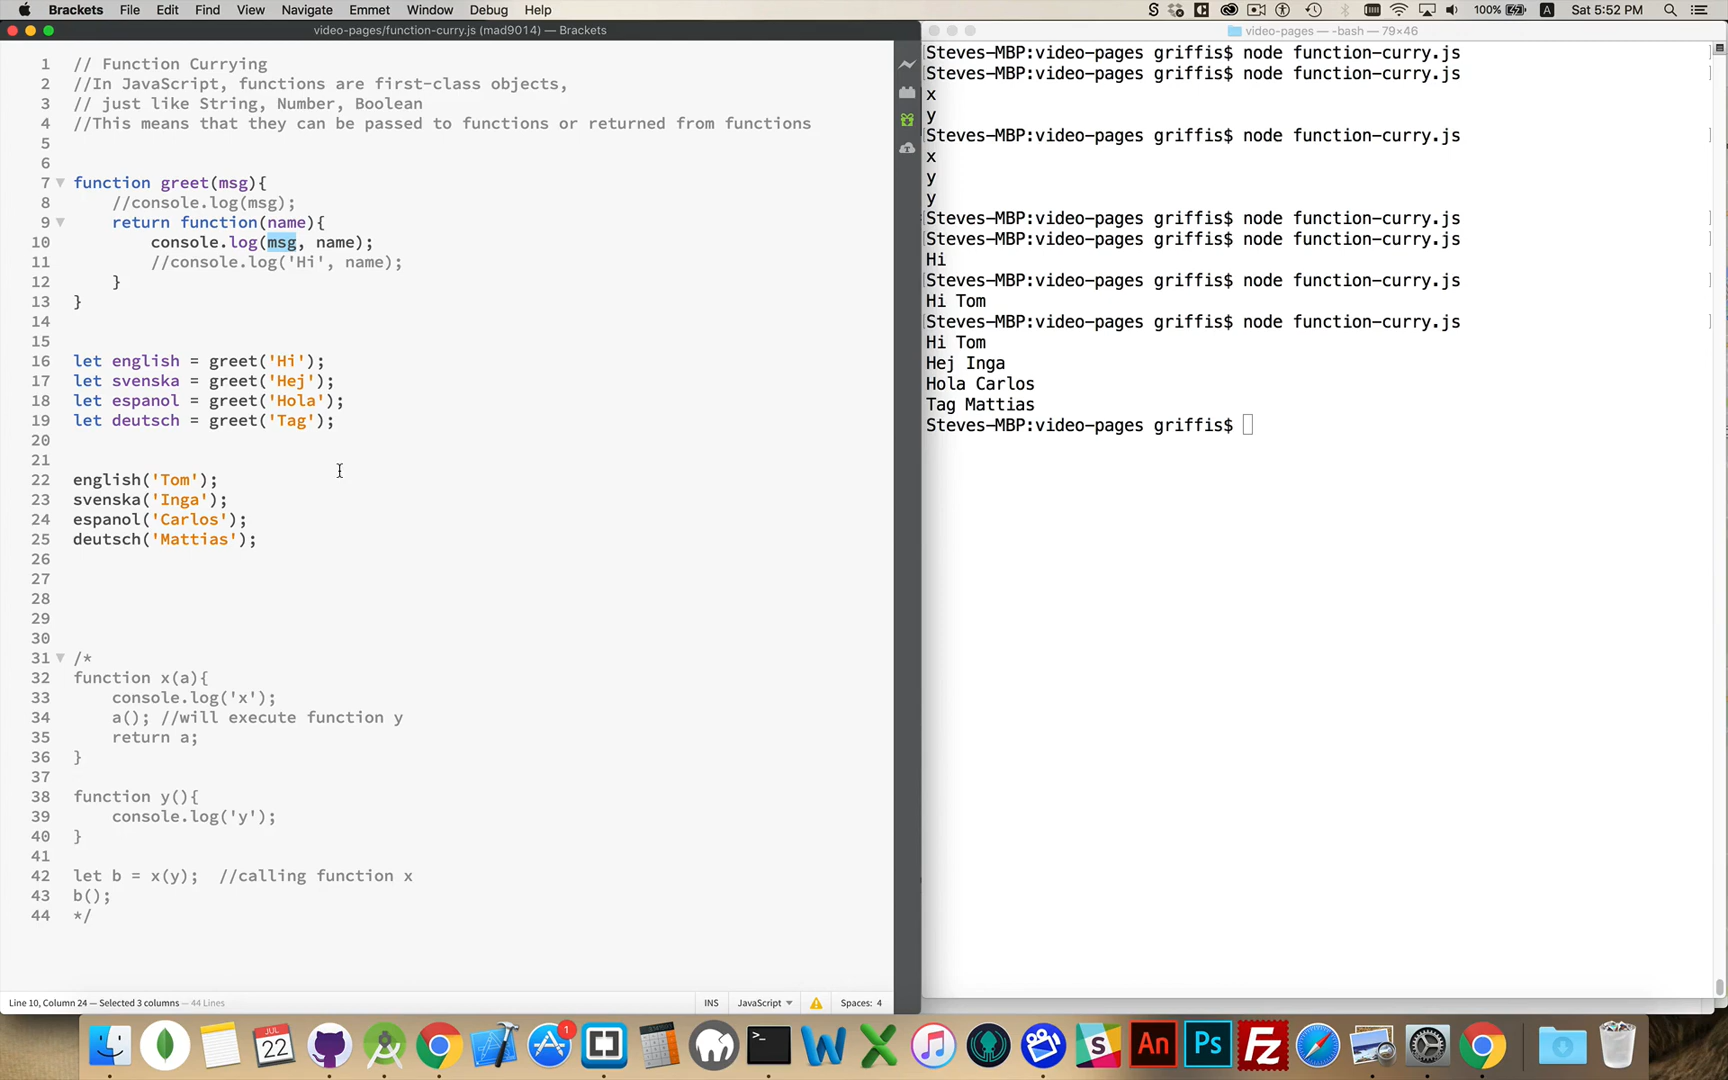 Brackets File Edit Find View Navigate Emmet Window Debug Help 100% Sat 5:52 PM
video-pages/function-curry.js (mad9014) — Brackets
1 // Function Currying
2 //In JavaScript, functions are first-class objects,
3 // just like String, Number, Boolean
4 //This means that they can be passed to functions or returned from functions
5
6
7 function greet(msg){
8 //console.log(msg);
9 return function(name){
10 console.log(msg, name);
11 //console.log('Hi', name);
12 }
13 }
14
15
16 let english = greet('Hi');
17 let svenska = greet('Hej');
18 let espanol = greet('Hola');
19 let deutsch = greet('Tag');
20
21
22 english('Tom');
23 svenska('Inga');
24 espanol('Carlos');
25 deutsch('Mattias');
26
27
28
29
30
31 /*
32 function x(a){
33 console.log('x');
34 a(); //will execute function y
35 return a;
36 }
37
38 function y(){
39 console.log('y');
40 }
41
42 let b = x(y); //calling function x
43 b();
44 */
Line 10, Column 24 — Selected 3 columns — 44 Lines INS JavaScript Spaces: 4
video-pages — -bash — 79×46
Steves-MBP:video-pages griffis$ node function-curry.js
Steves-MBP:video-pages griffis$ node function-curry.js
x
y
Steves-MBP:video-pages griffis$ node function-curry.js
x
y
y
Steves-MBP:video-pages griffis$ node function-curry.js
Steves-MBP:video-pages griffis$ node function-curry.js
Hi
Steves-MBP:video-pages griffis$ node function-curry.js
Hi Tom
Steves-MBP:video-pages griffis$ node function-curry.js
Hi Tom
Hej Inga
Hola Carlos
Tag Mattias
Steves-MBP:video-pages griffis$
JUL
22
1
An
Ps
Fz